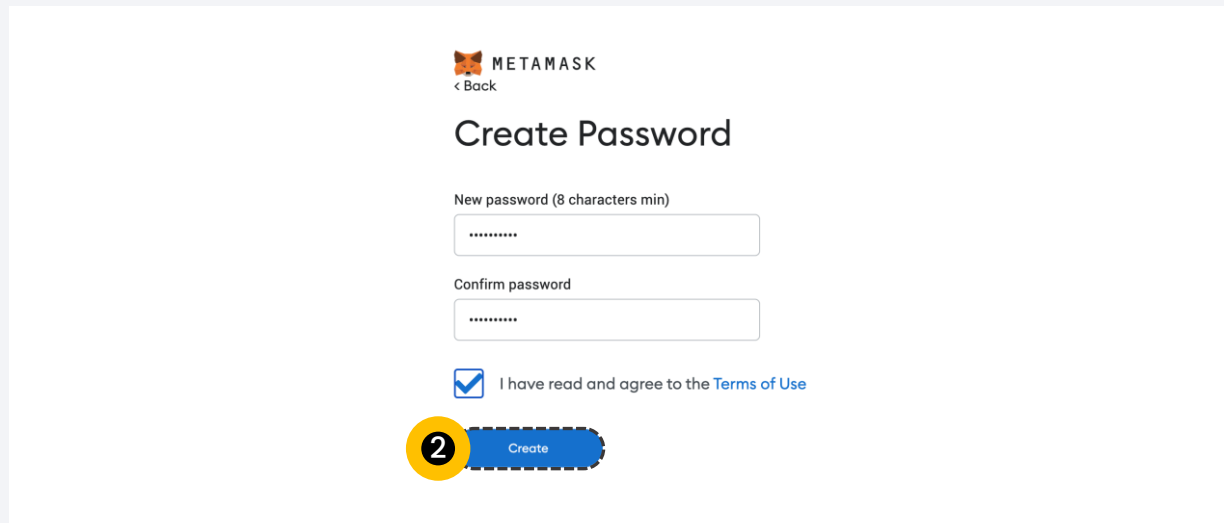 METAMASK
< Back
Create Password
New password (8 characters min)
••••••••••
Confirm password
••••••••••
I have read and agree to the Terms of Use
2
Create